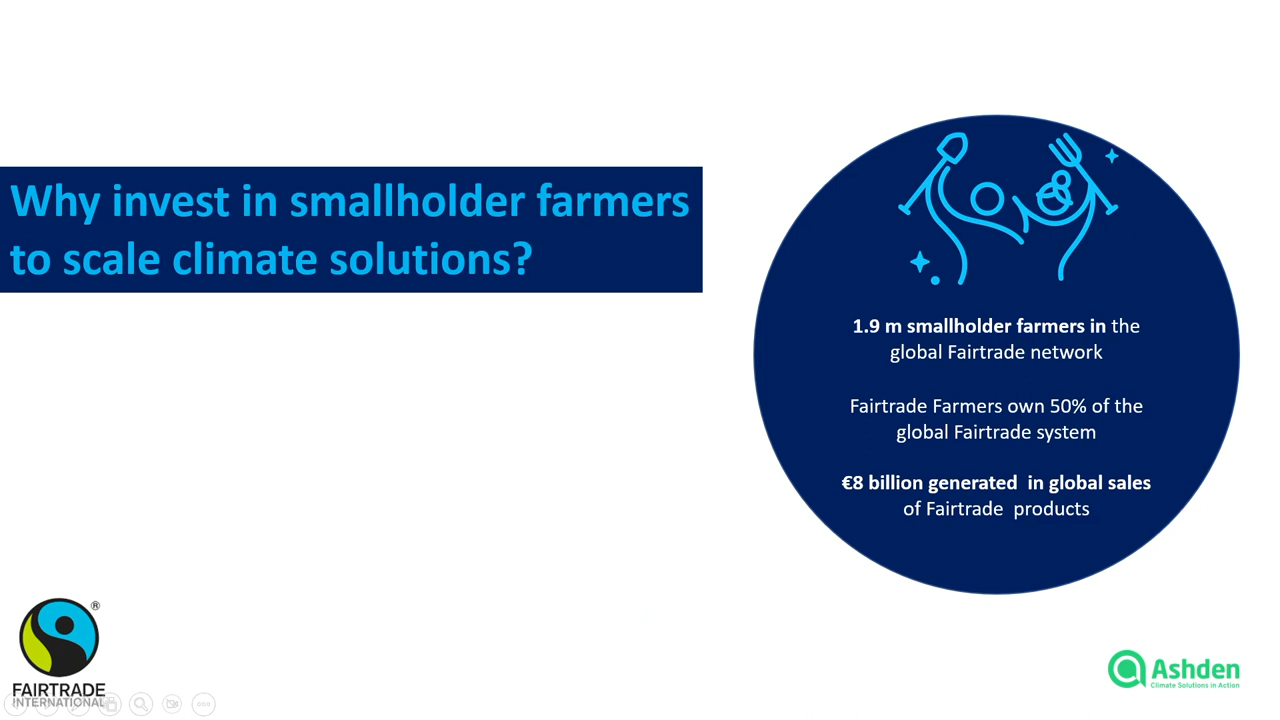 Why invest in smallholder farmers
to scale climate solutions?
1.9 m smallholder farmers in the
global Fairtrade network
Fairtrade Farmers own 50% of the
global Fairtrade system
€8 billion generated  in global sales
of Fairtrade  products
®
FAIRTRADE
INTERNATIONAL
Ashden
Climate Solutions in Action